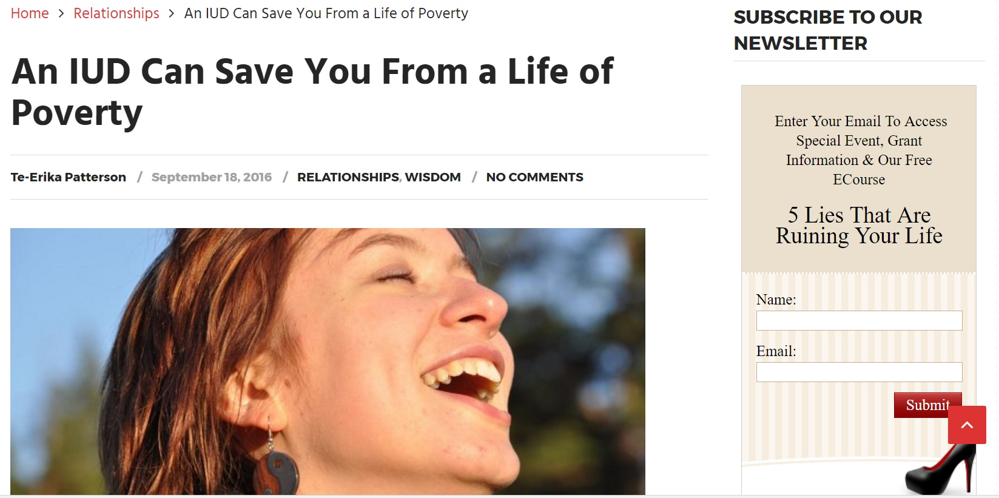 Home > Relationships > An IUD Can Save You From a Life of Poverty
An IUD Can Save You From a Life of
Poverty
Te-Erika Patterson / September 18, 2016 / RELATIONSHIPS, WISDOM / NO COMMENTS
SUBSCRIBE TO OUR
NEWSLETTER
Enter Your Email To Access
Special Event, Grant
Information & Our Free
ECourse
5 Lies That Are
Ruining Your Life
Name:
Email:
Submit